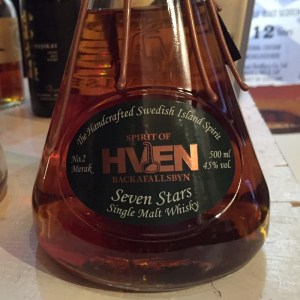 The Handcrafted Swedish Island Spirit
SPIRIT OF
HVEN
BACKAFALLSBYN
No.2
Merak
500 ml
45% vol.
Seven Stars
Single Malt Whisky
12